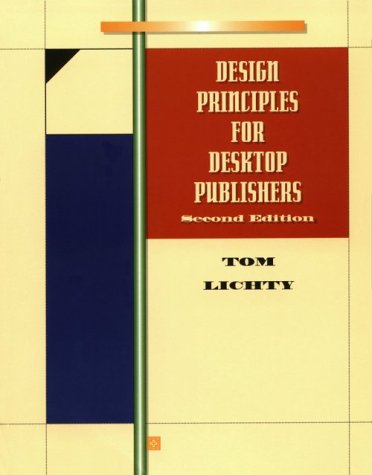 DESIGN
PRINCIPLES
FOR
DESKTOP
PUBLISHERS
Second Edition
TOM
LICHTY